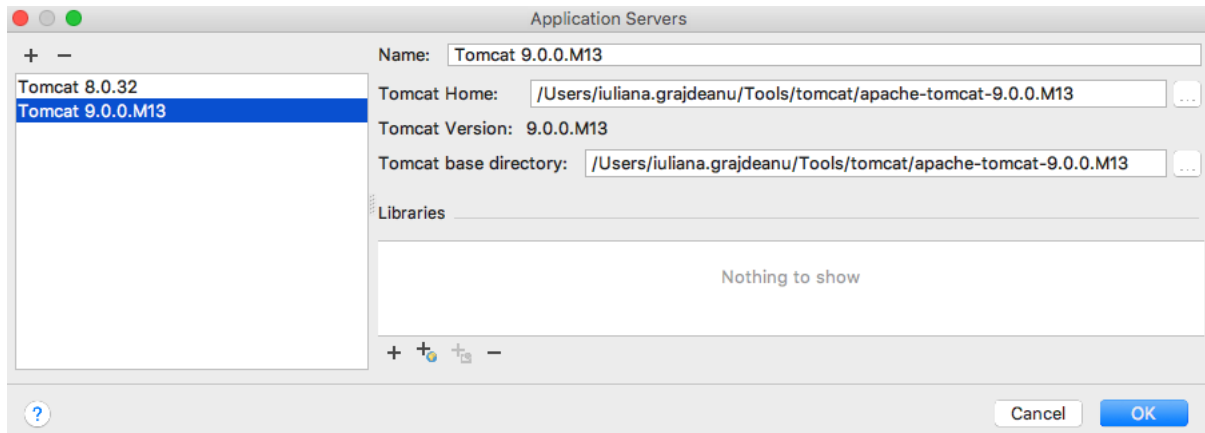 Application Servers
+ −
Tomcat 8.0.32
Tomcat 9.0.0.M13
Name: Tomcat 9.0.0.M13
Tomcat Home: /Users/iuliana.grajdeanu/Tools/tomcat/apache-tomcat-9.0.0.M13 ...
Tomcat Version: 9.0.0.M13
Tomcat base directory: /Users/iuliana.grajdeanu/Tools/tomcat/apache-tomcat-9.0.0.M13 ...
Libraries
Nothing to show
? Cancel OK